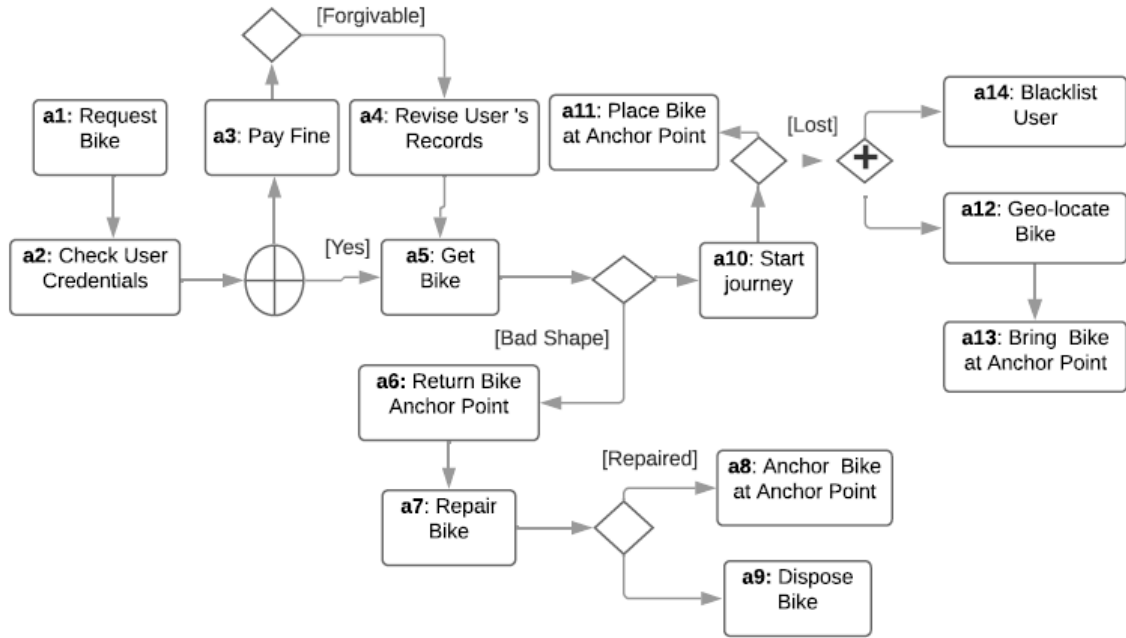 [Forgivable]
a1: Request
Bike
a3: Pay Fine
a4: Revise User 's
Records
a11: Place Bike
at Anchor Point
[Lost]
a14: Blacklist
User
a2: Check User
Credentials
[Yes]
a5: Get
Bike
a10: Start
journey
a12: Geo-locate
Bike
[Bad Shape]
a13: Bring Bike
at Anchor Point
a6: Return Bike
Anchor Point
[Repaired]
a8: Anchor Bike
at Anchor Point
a7: Repair
Bike
a9: Dispose
Bike